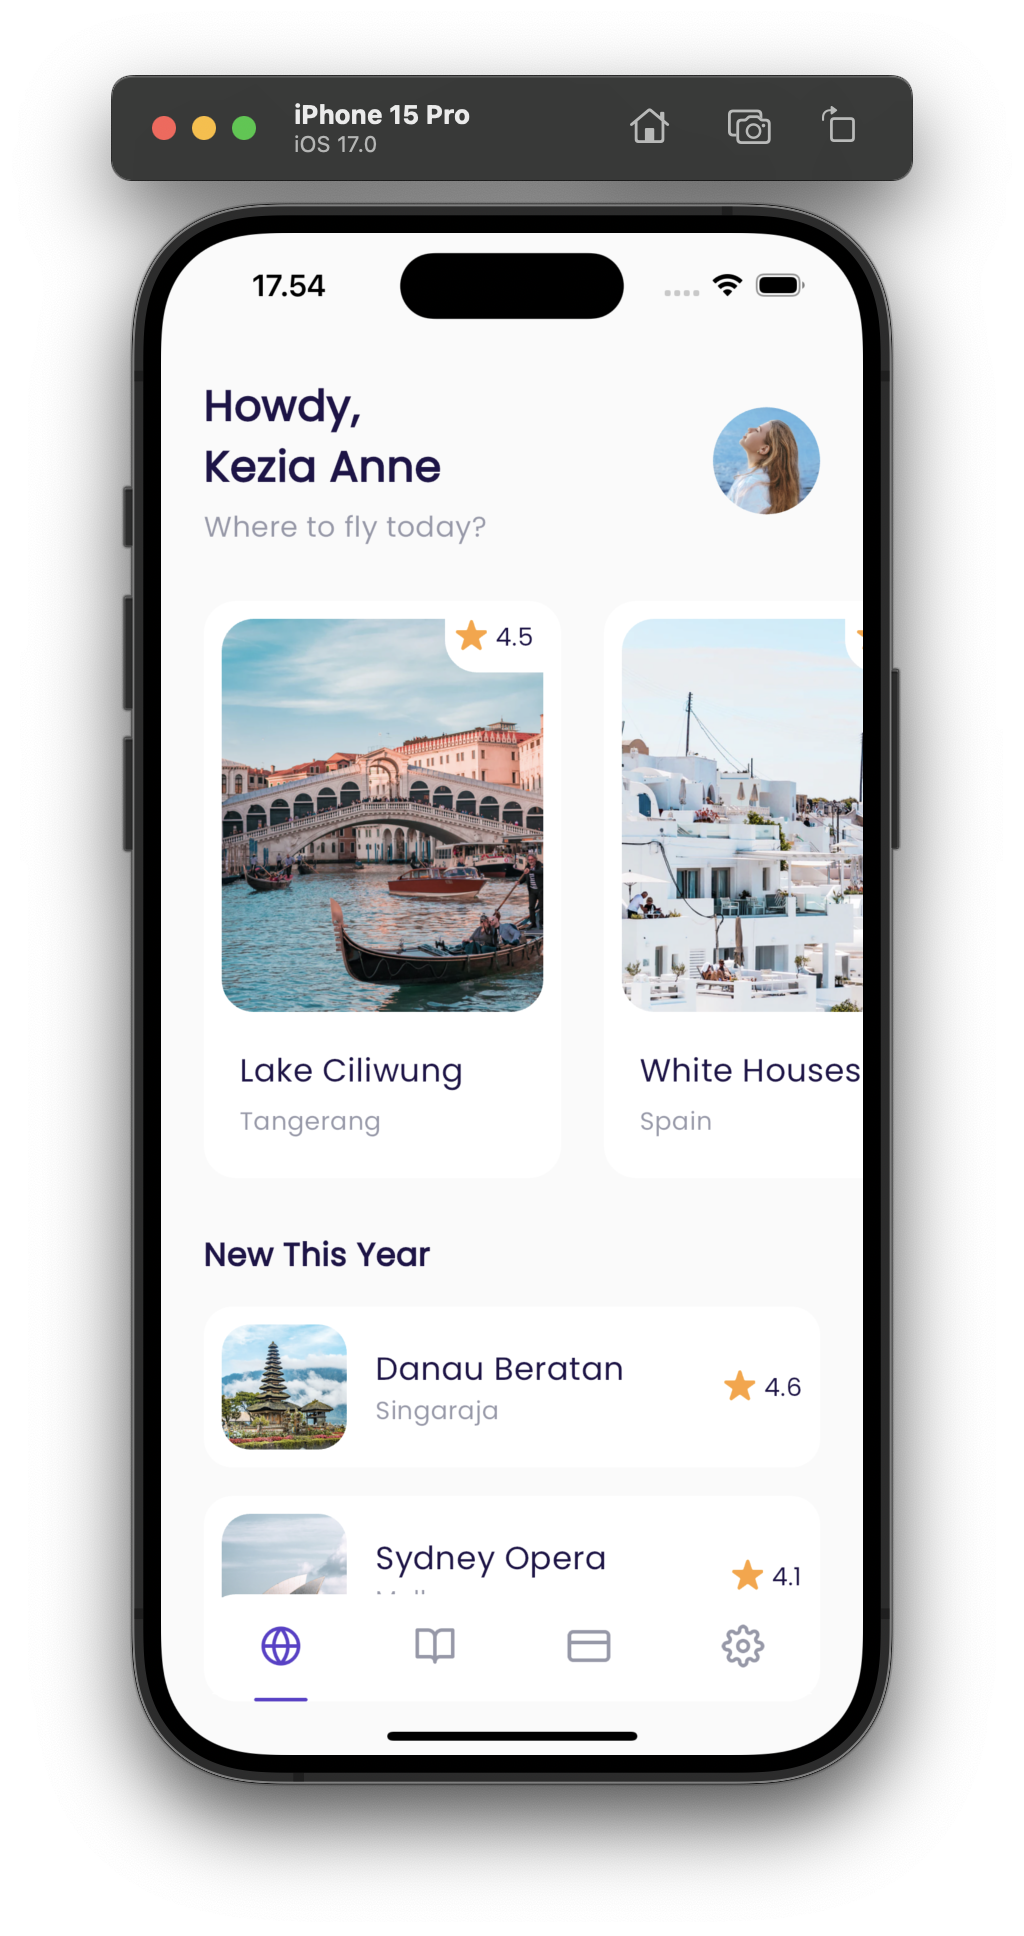 iPhone 15 Pro
iOS 17.0
17.54
Howdy,
Kezia Anne
Where to fly today?
4.5
Lake Ciliwung
Tangerang
White Houses
Spain
New This Year
Danau Beratan
Singaraja
4.6
Sydney Opera
4.1